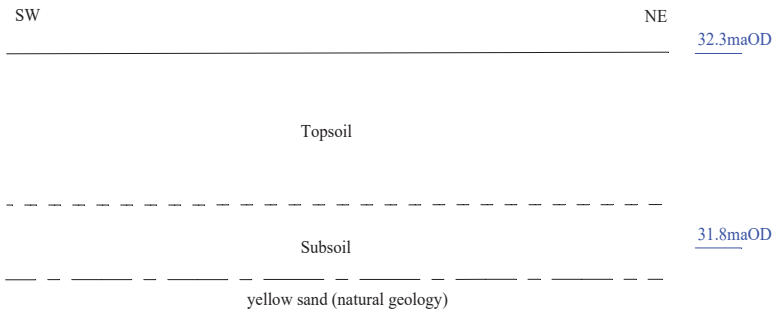 SW
NE
32.3maOD
Topsoil
31.8maOD
Subsoil
yellow sand (natural geology)